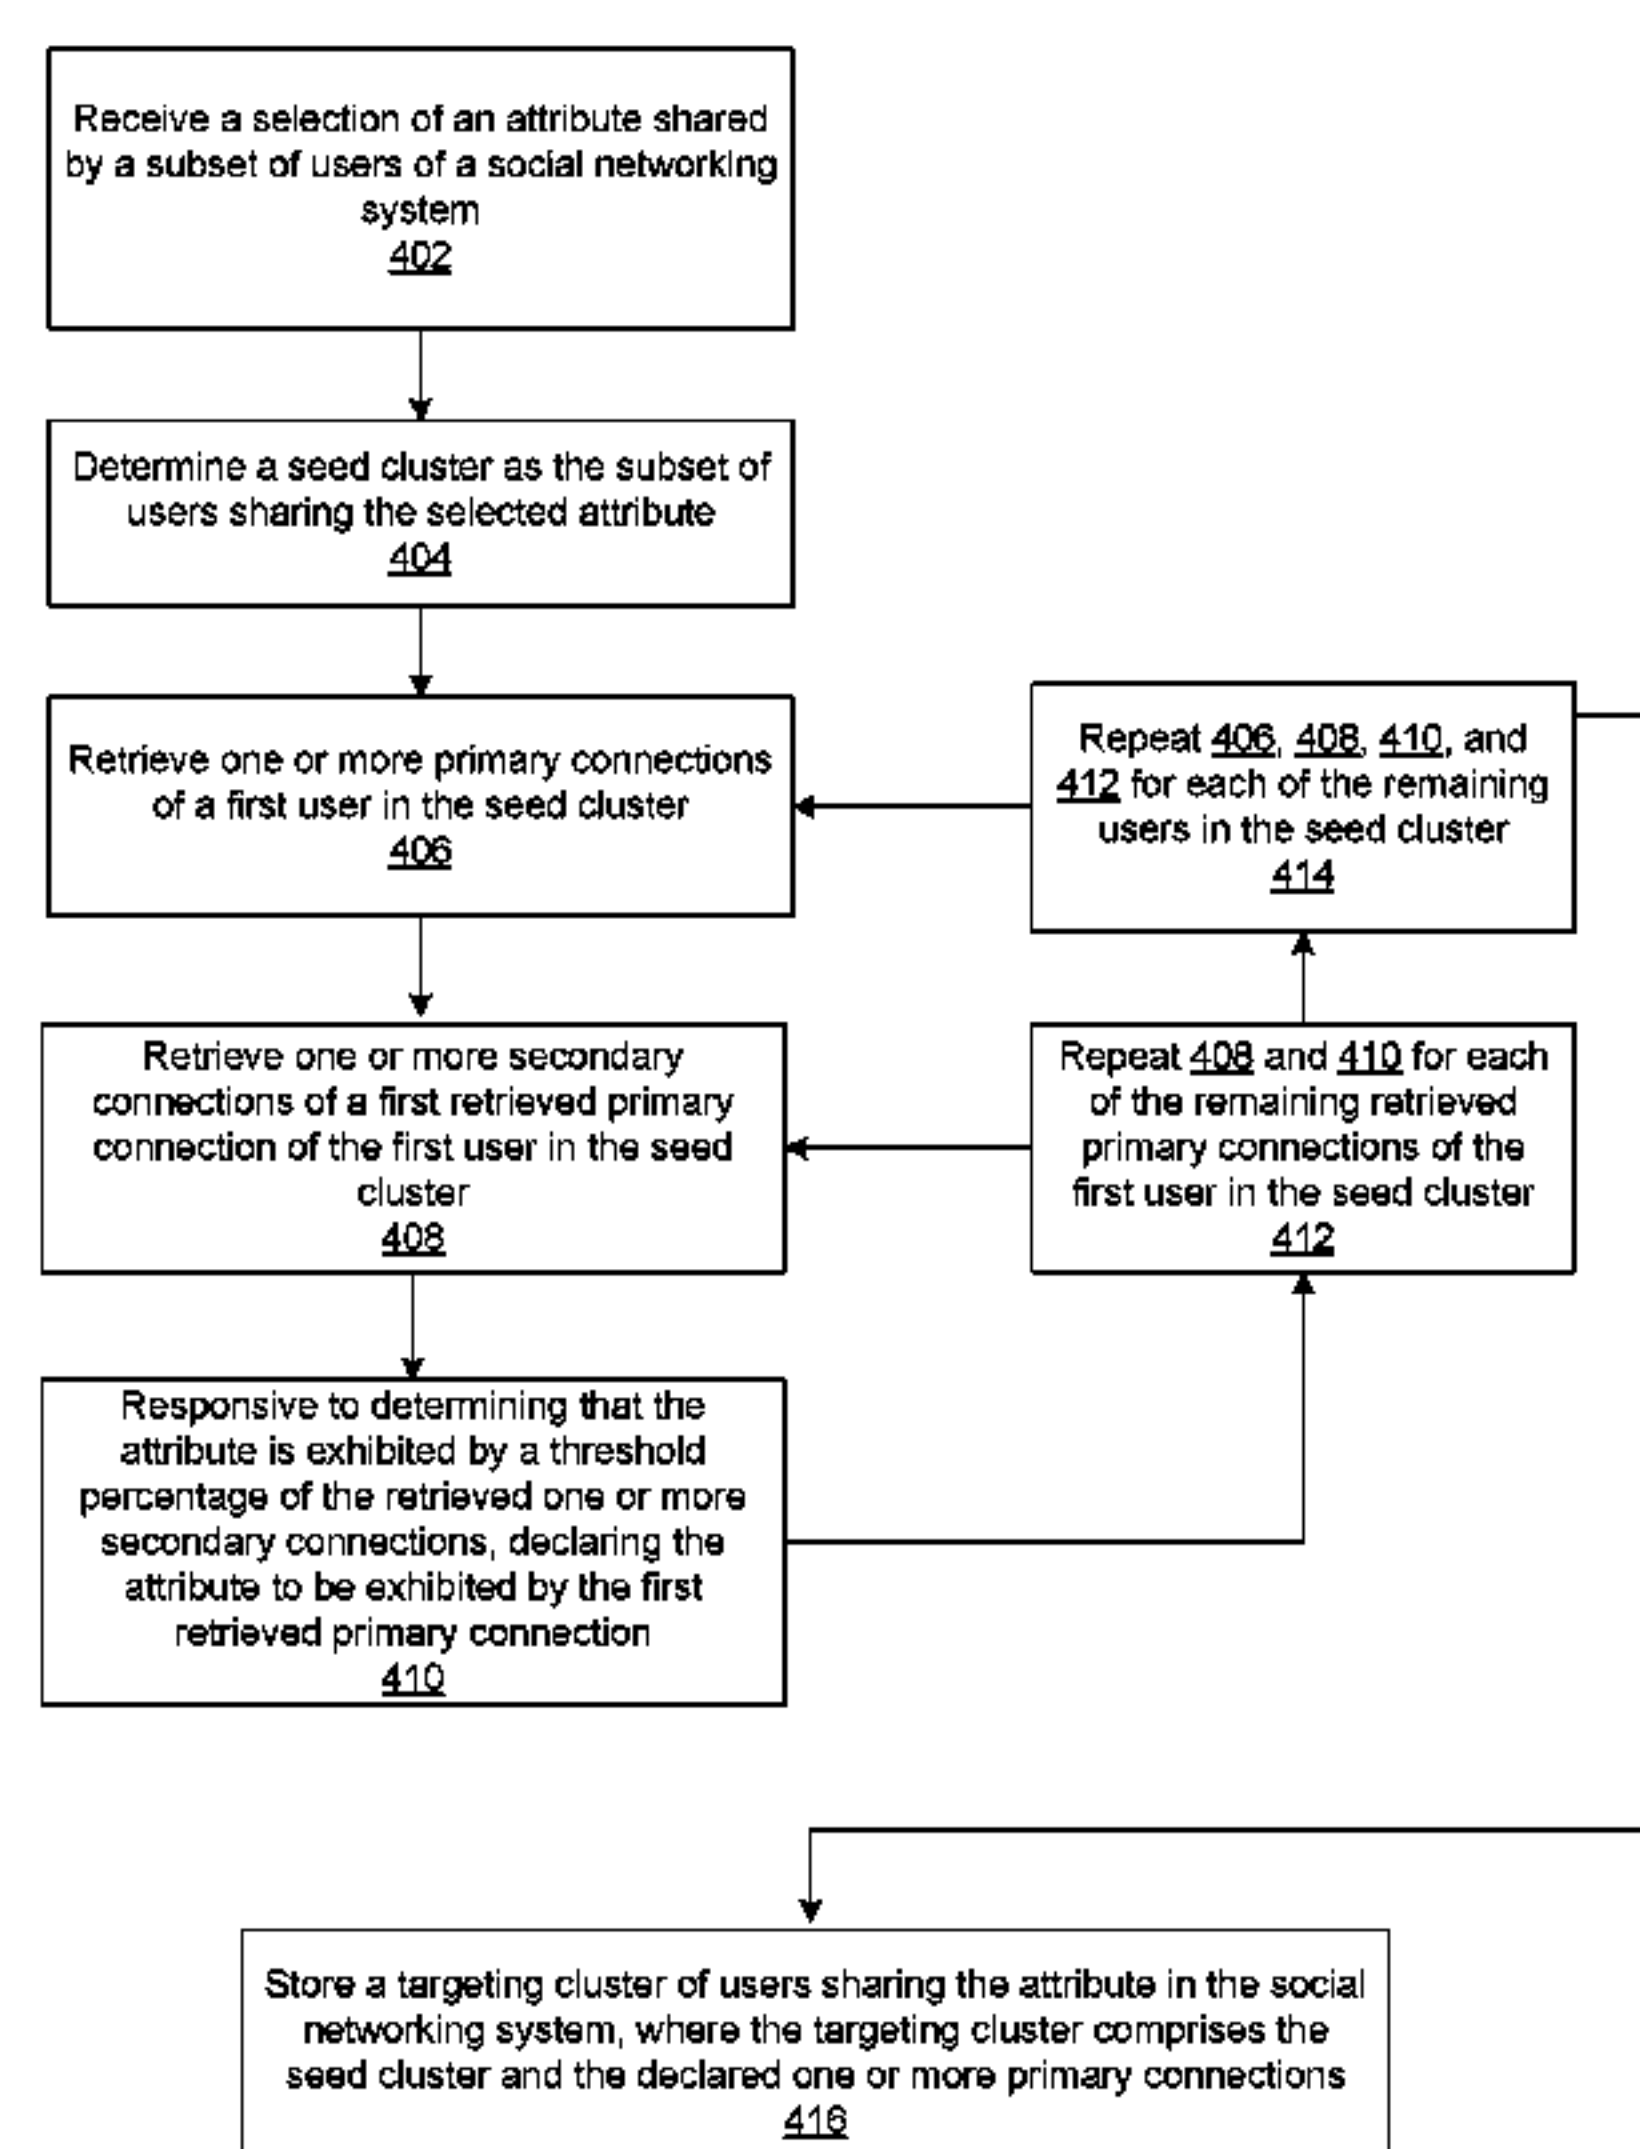 Receive a selection of an attribute shared
by a subset of users of a social networking
system
402
Determine a seed cluster as the subset of
users sharing the selected attribute
404
Retrieve one or more primary connections
of a first user in the seed cluster
406
Repeat 406, 408, 410, and
412 for each of the remaining
users in the seed cluster
414
Retrieve one or more secondary
connections of a first retrieved primary
connection of the first user in the seed
cluster
408
Repeat 408 and 410 for each
of the remaining retrieved
primary connections of the
first user in the seed cluster
412
Responsive to determining that the
attribute is exhibited by a threshold
percentage of the retrieved one or more
secondary connections, declaring the
attribute to be exhibited by the first
retrieved primary connection
410
Store a targeting cluster of users sharing the attribute in the social
networking system, where the targeting cluster comprises the
seed cluster and the declared one or more primary connections
416